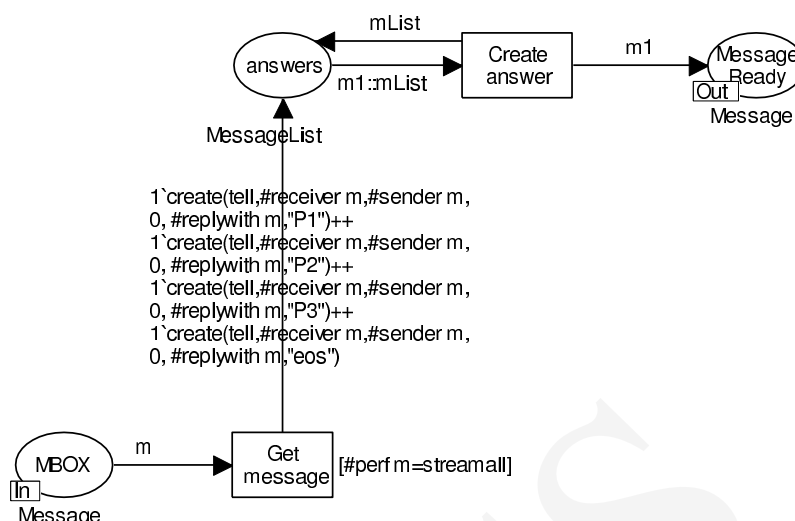 mList
answers
m1::mList
Create
answer
m1
Message
Ready
Out
Message
MessageList
1`create(tell,#receiver m,#sender m,
0, #replywith m,"P1")++
1`create(tell,#receiver m,#sender m,
0, #replywith m,"P2")++
1`create(tell,#receiver m,#sender m,
0, #replywith m,"P3")++
1`create(tell,#receiver m,#sender m,
0, #replywith m,"eos")
MBOX
In
Message
m
Get
message
[#perf m=streamall]
S